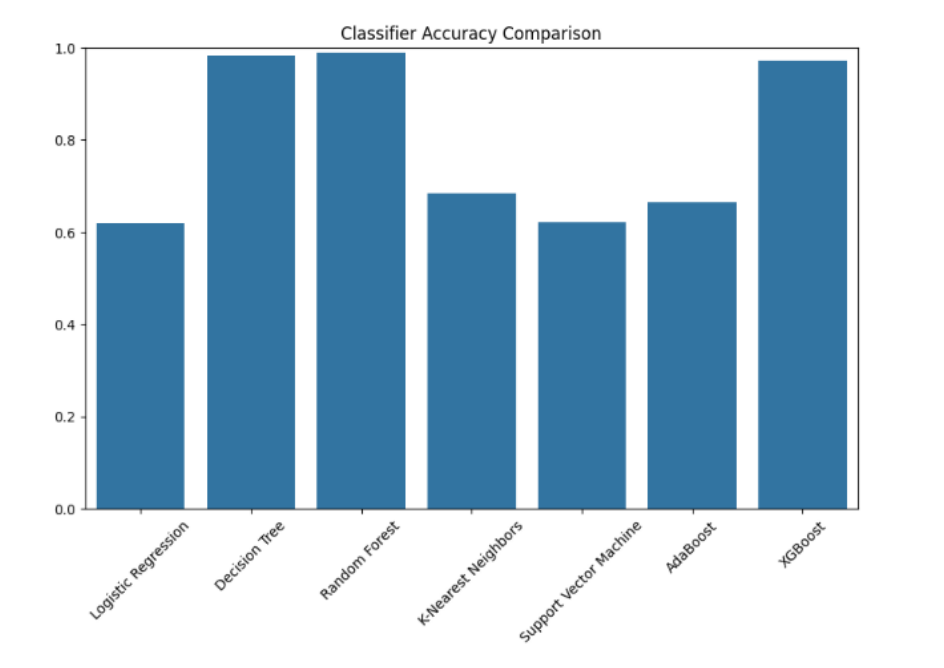 Classifier Accuracy Comparison
1.0
0.8
0.6
0.4
0.2
0.0
Logistic Regression
Decision Tree
Random Forest
K-Nearest Neighbors
Support Vector Machine
AdaBoost
XGBoost